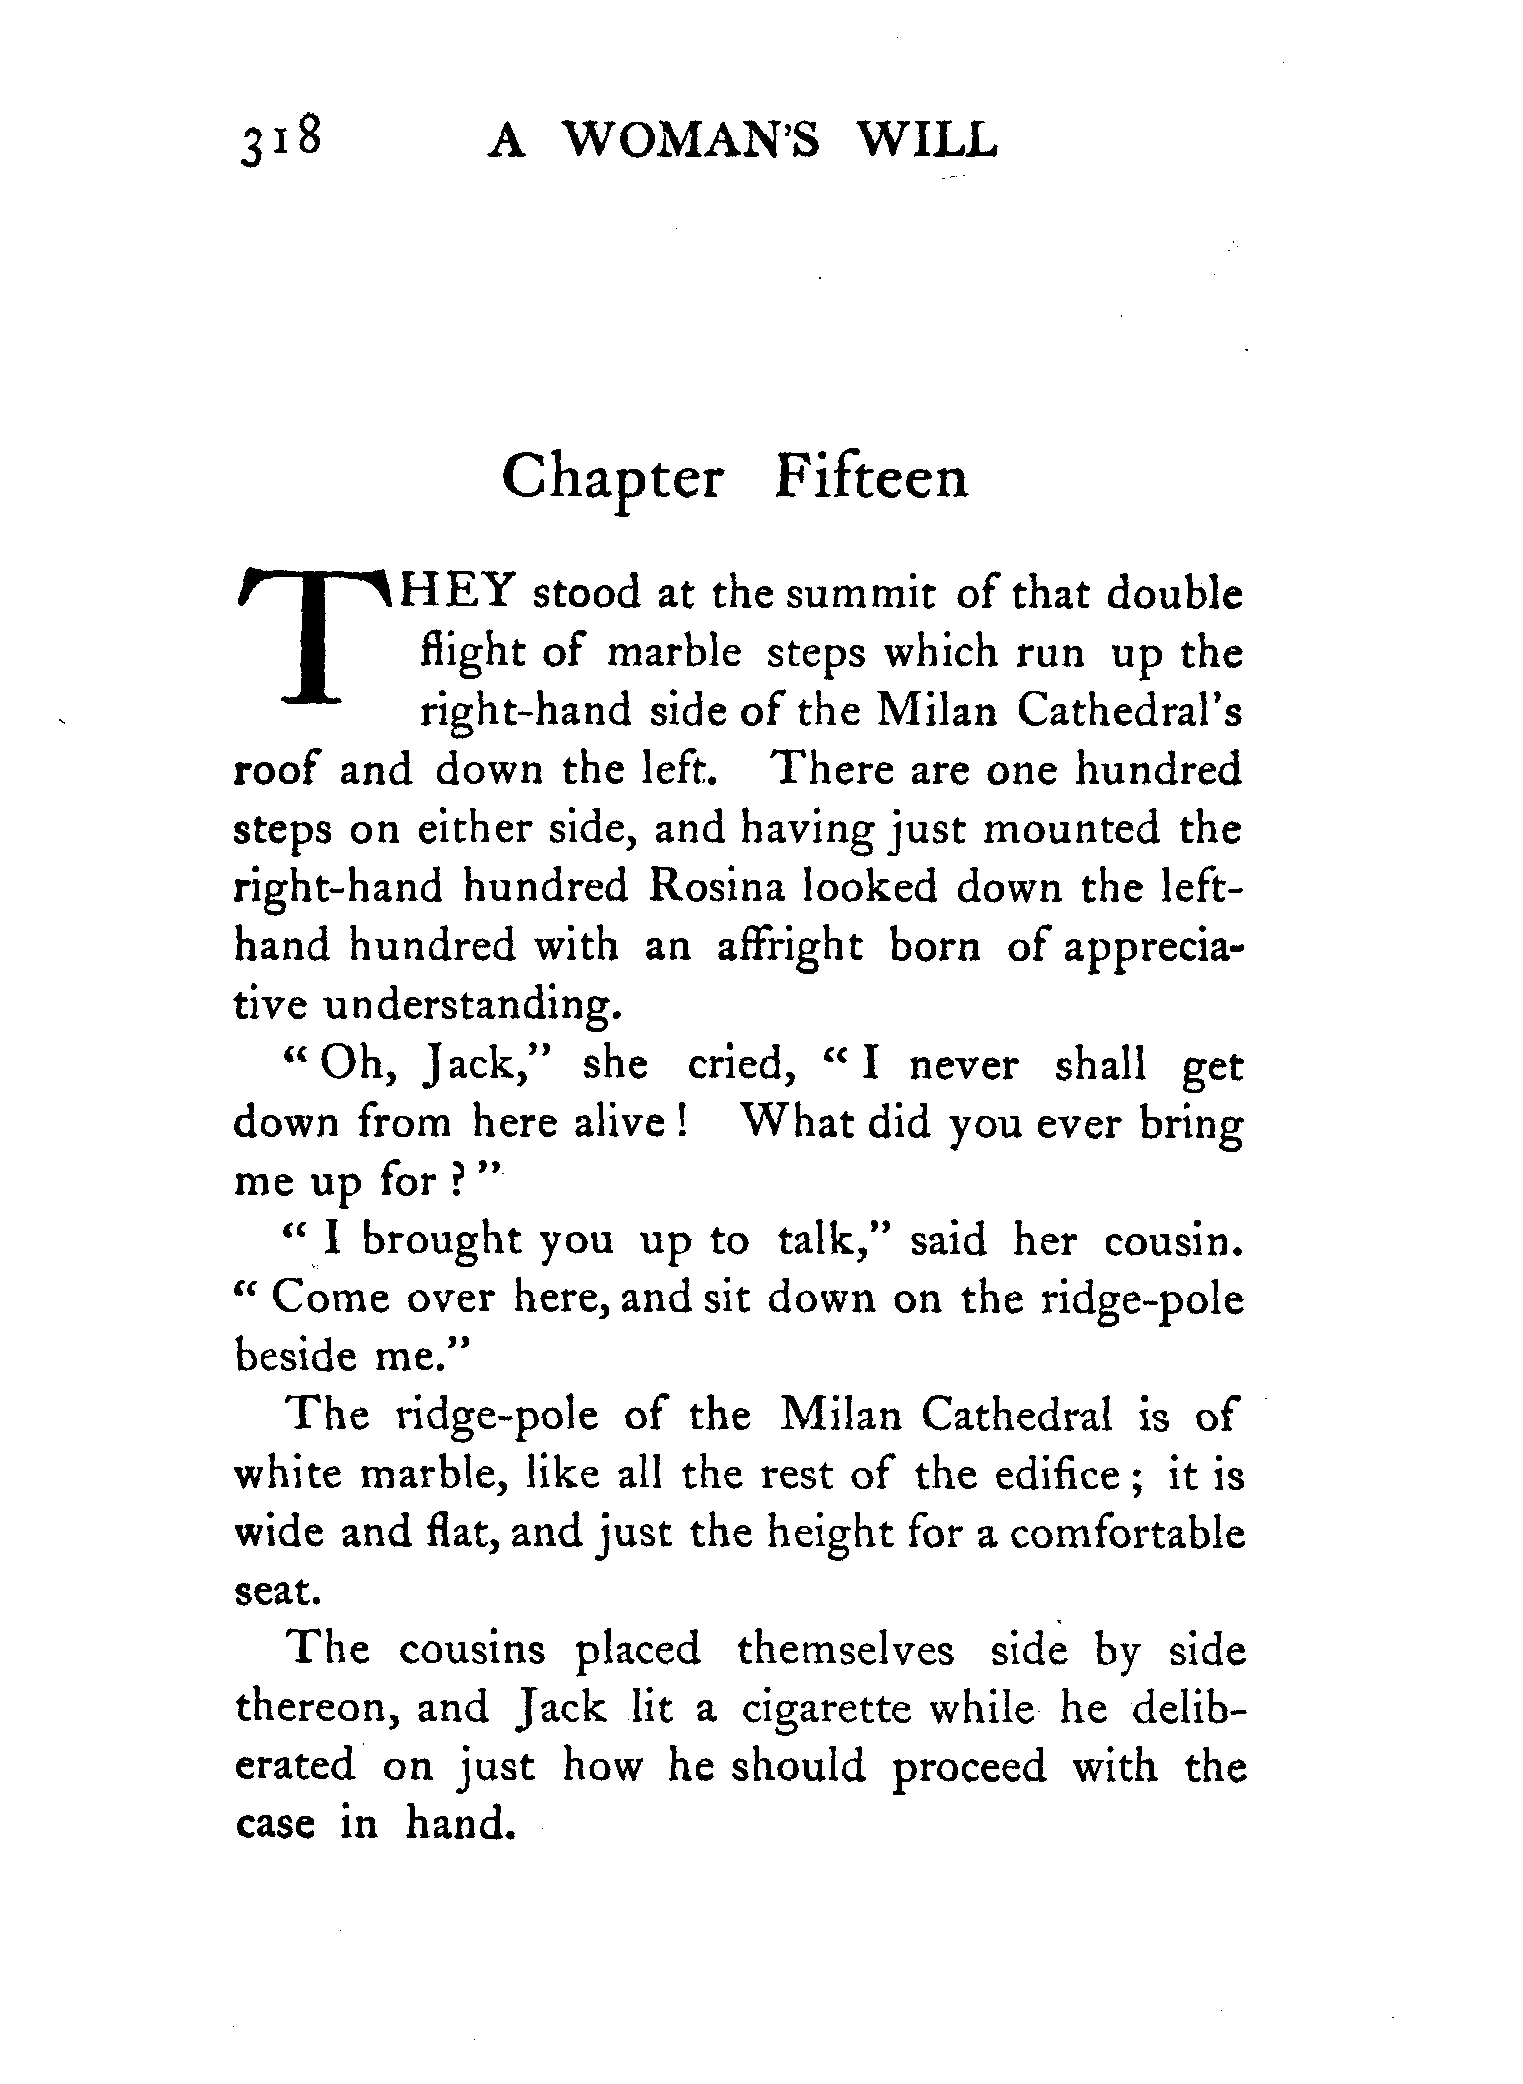 318 A WOMAN'S WILL
Chapter Fifteen
THEY stood at the summit of that double
flight of marble steps which run up the
right-hand side of the Milan Cathedral's
roof and down the left. There are one hundred
steps on either side, and having just mounted the
right-hand hundred Rosina looked down the left-
hand hundred with an affright born of apprecia-
tive understanding.
"Oh, Jack," she cried, "I never shall get
down from here alive! What did you ever bring
me up for?"
"I brought you up to talk," said her cousin.
"Come over here, and sit down on the ridge-pole
beside me."
The ridge-pole of the Milan Cathedral is of
white marble, like all the rest of the edifice; it is
wide and flat, and just the height for a comfortable
seat.
The cousins placed themselves side by side
thereon, and Jack lit a cigarette while he delib-
erated on just how he should proceed with the
case in hand.